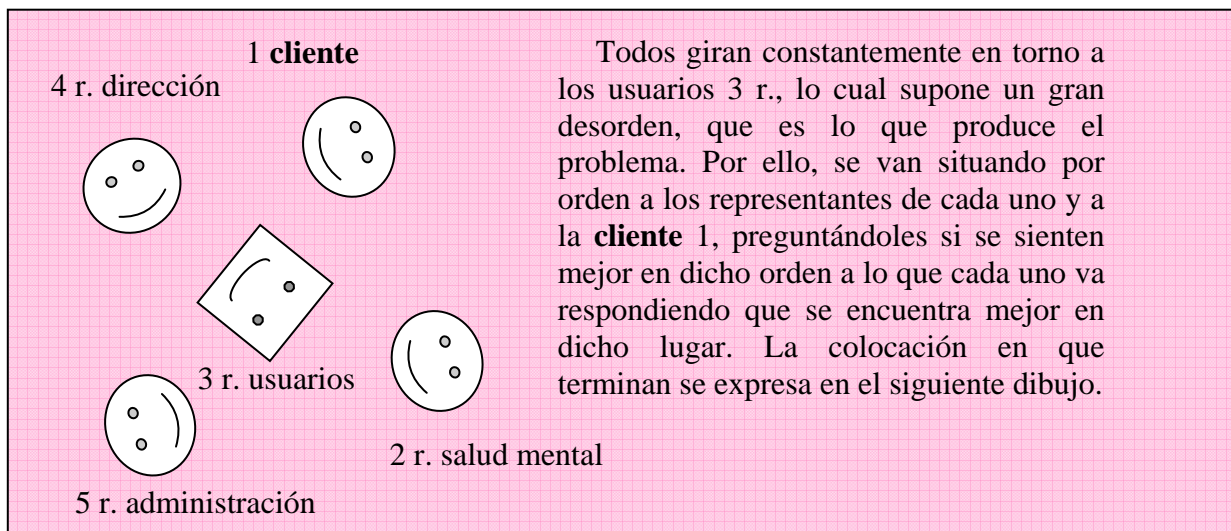 1 cliente
4 r. dirección
3 r. usuarios
2 r. salud mental
5 r. administración
Todos giran constantemente en torno a
los usuarios 3 r., lo cual supone un gran
desorden, que es lo que produce el
problema. Por ello, se van situando por
orden a los representantes de cada uno y a
la cliente 1, preguntándoles si se sienten
mejor en dicho orden a lo que cada uno va
respondiendo que se encuentra mejor en
dicho lugar. La colocación en que
terminan se expresa en el siguiente dibujo.